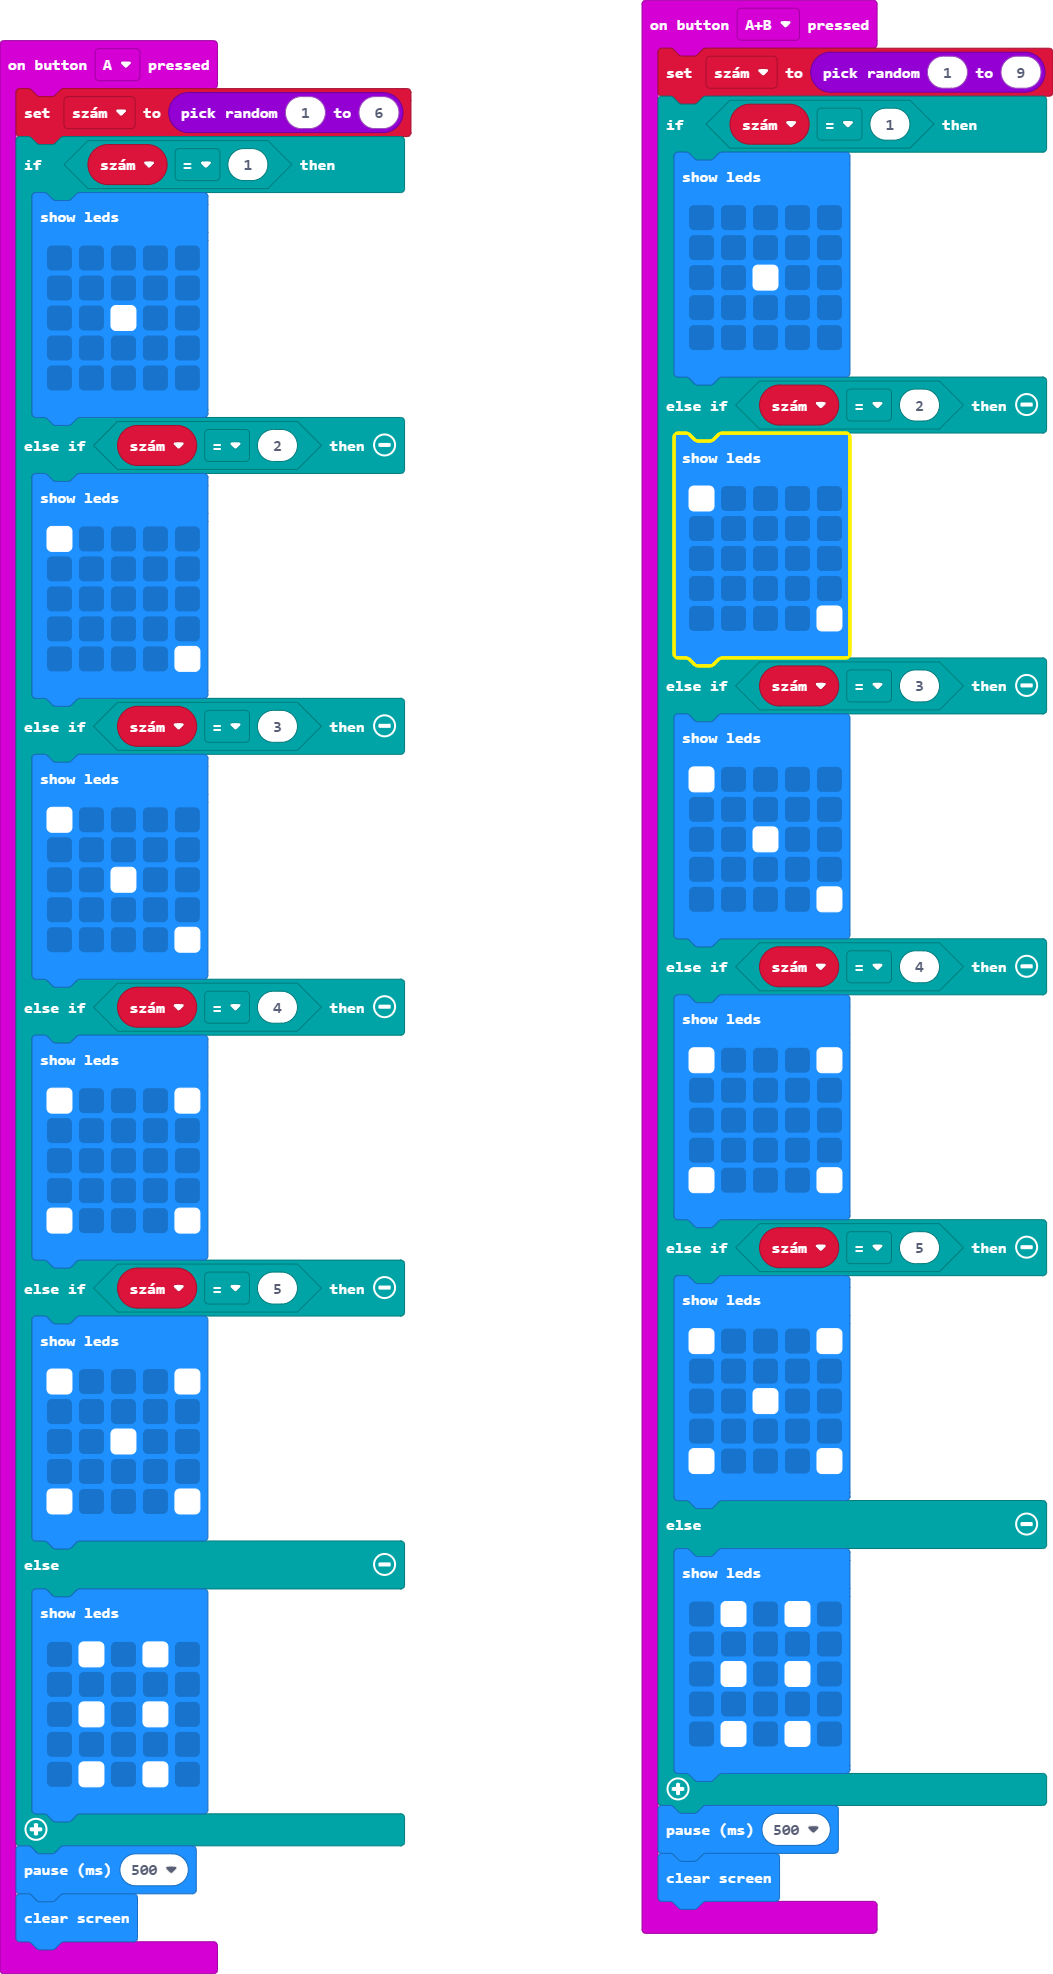 on button A pressed
set szám to pick random 1 to 6
if szám = 1 then
show leds
else if szám = 2 then
show leds
else if szám = 3 then
show leds
else if szám = 4 then
show leds
else if szám = 5 then
show leds
else
show leds
pause (ms) 500
clear screen
on button A+B pressed
set szám to pick random 1 to 9
if szám = 1 then
show leds
else if szám = 2 then
show leds
else if szám = 3 then
show leds
else if szám = 4 then
show leds
else if szám = 5 then
show leds
else
show leds
pause (ms) 500
clear screen